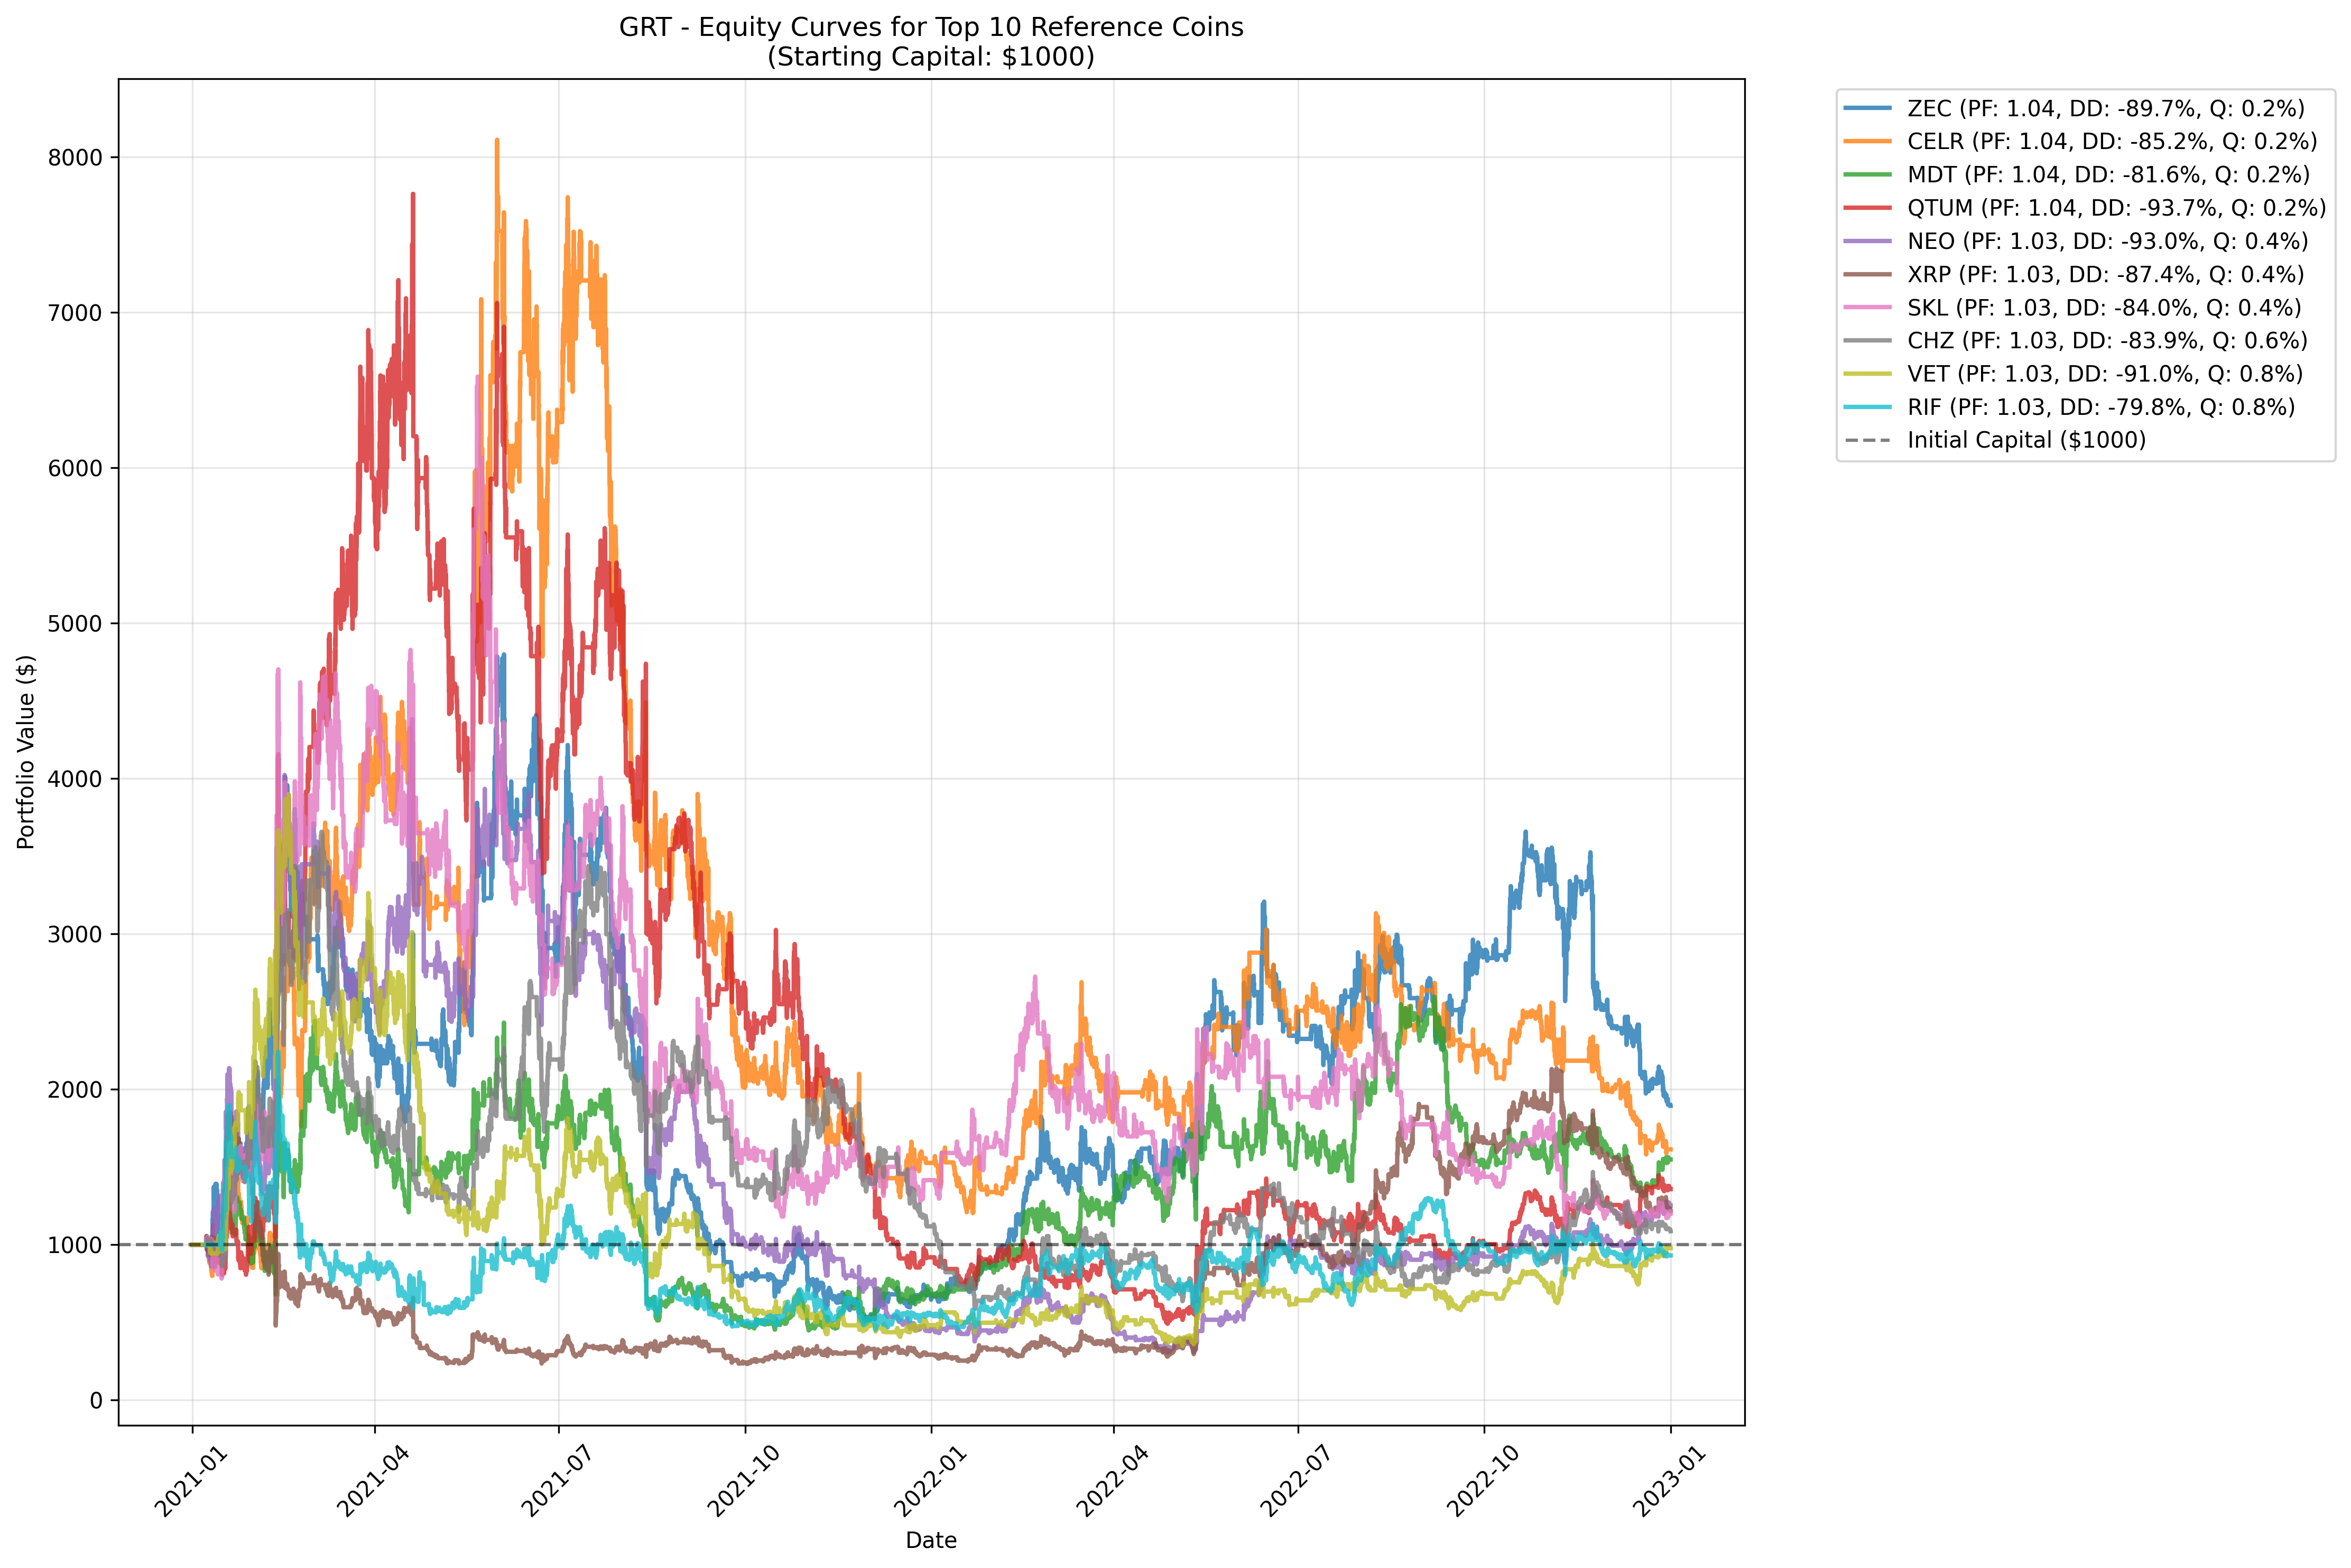 GRT - Equity Curves for Top 10 Reference Coins
(Starting Capital: $1000)
ZEC (PF: 1.04, DD: -89.7%, Q: 0.2%)
CELR (PF: 1.04, DD: -85.2%, Q: 0.2%)
MDT (PF: 1.04, DD: -81.6%, Q: 0.2%)
QTUM (PF: 1.04, DD: -93.7%, Q: 0.2%)
NEO (PF: 1.03, DD: -93.0%, Q: 0.4%)
XRP (PF: 1.03, DD: -87.4%, Q: 0.4%)
SKL (PF: 1.03, DD: -84.0%, Q: 0.4%)
CHZ (PF: 1.03, DD: -83.9%, Q: 0.6%)
VET (PF: 1.03, DD: -91.0%, Q: 0.8%)
RIF (PF: 1.03, DD: -79.8%, Q: 0.8%)
Initial Capital ($1000)
Portfolio Value ($)
8000
7000
6000
5000
4000
3000
2000
1000
0
2021-01
2021-04
2021-07
2021-10
2022-01
2022-04
2022-07
2022-10
2023-01
Date